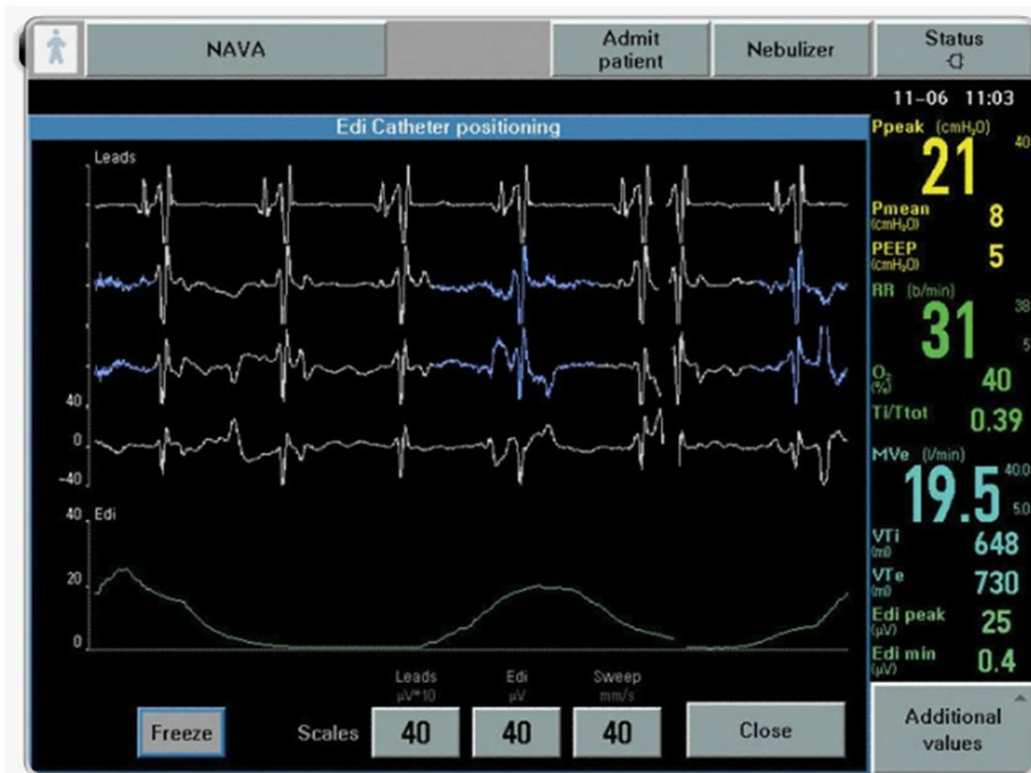 NAVA
Admit
patient
Nebulizer
Status
11-06 11:03
Edi Catheter positioning
Leads
40
0
-40
40 Edi
20
0
Ppeak (cmH₂O)
40
21
Pmean
(cmH₂O)
8
PEEP
(cmH₂O)
5
RR (b/min)
38
31
5
O₂
(%)
40
Ti/Ttot
0.39
MVe (l/min)
40.0
19.5
5.0
VTi
(ml)
648
VTe
(ml)
730
Edi peak
(µV)
25
Edi min
(µV)
0.4
Leads Edi Sweep
µV*10 µV mm/s
Freeze
Scales
40 40 40
Close
Additional
values